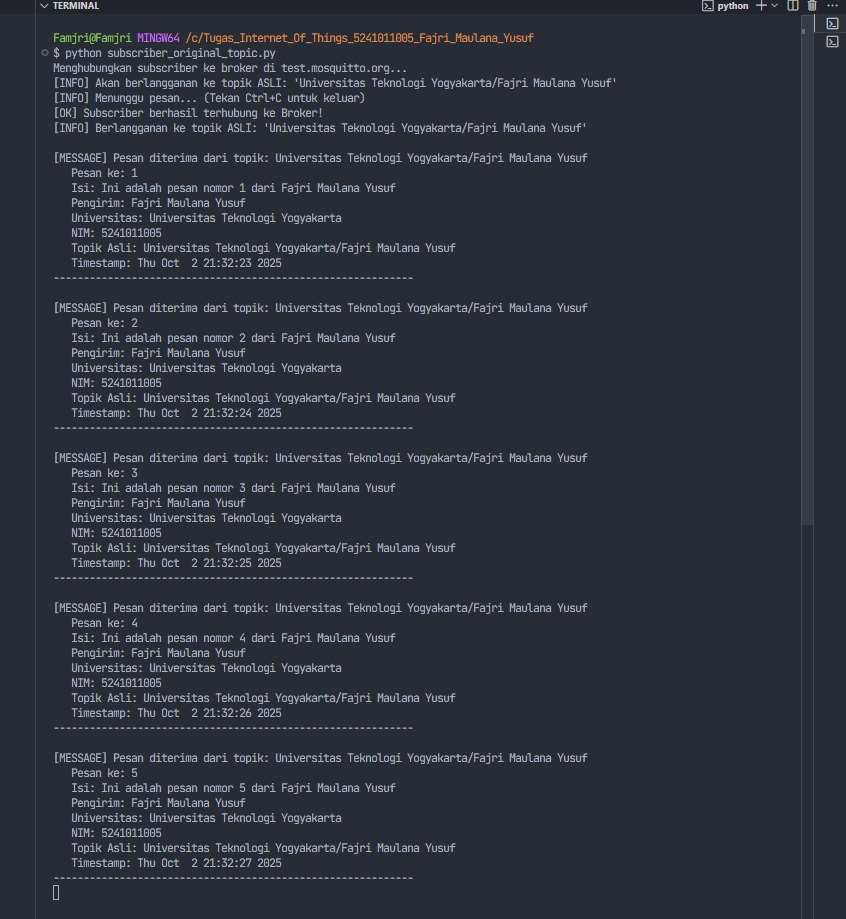 TERMINAL
python
Famjri@Famjri MINGW64 /c/Tugas_Internet_Of_Things_5241011005_Fajri_Maulana_Yusuf
$ python subscriber_original_topic.py
Menghubungkan subscriber ke broker di test.mosquitto.org...
[INFO] Akan berlangganan ke topik ASLI: 'Universitas Teknologi Yogyakarta/Fajri Maulana Yusuf'
[INFO] Menunggu pesan... (Tekan Ctrl+C untuk keluar)
[OK] Subscriber berhasil terhubung ke Broker!
[INFO] Berlangganan ke topik ASLI: 'Universitas Teknologi Yogyakarta/Fajri Maulana Yusuf'
[MESSAGE] Pesan diterima dari topik: Universitas Teknologi Yogyakarta/Fajri Maulana Yusuf
Pesan ke: 1
Isi: Ini adalah pesan nomor 1 dari Fajri Maulana Yusuf
Pengirim: Fajri Maulana Yusuf
Universitas: Universitas Teknologi Yogyakarta
NIM: 5241011005
Topik Asli: Universitas Teknologi Yogyakarta/Fajri Maulana Yusuf
Timestamp: Thu Oct  2 21:32:23 2025
------------------------------------------------------------
[MESSAGE] Pesan diterima dari topik: Universitas Teknologi Yogyakarta/Fajri Maulana Yusuf
Pesan ke: 2
Isi: Ini adalah pesan nomor 2 dari Fajri Maulana Yusuf
Pengirim: Fajri Maulana Yusuf
Universitas: Universitas Teknologi Yogyakarta
NIM: 5241011005
Topik Asli: Universitas Teknologi Yogyakarta/Fajri Maulana Yusuf
Timestamp: Thu Oct  2 21:32:24 2025
------------------------------------------------------------
[MESSAGE] Pesan diterima dari topik: Universitas Teknologi Yogyakarta/Fajri Maulana Yusuf
Pesan ke: 3
Isi: Ini adalah pesan nomor 3 dari Fajri Maulana Yusuf
Pengirim: Fajri Maulana Yusuf
Universitas: Universitas Teknologi Yogyakarta
NIM: 5241011005
Topik Asli: Universitas Teknologi Yogyakarta/Fajri Maulana Yusuf
Timestamp: Thu Oct  2 21:32:25 2025
------------------------------------------------------------
[MESSAGE] Pesan diterima dari topik: Universitas Teknologi Yogyakarta/Fajri Maulana Yusuf
Pesan ke: 4
Isi: Ini adalah pesan nomor 4 dari Fajri Maulana Yusuf
Pengirim: Fajri Maulana Yusuf
Universitas: Universitas Teknologi Yogyakarta
NIM: 5241011005
Topik Asli: Universitas Teknologi Yogyakarta/Fajri Maulana Yusuf
Timestamp: Thu Oct  2 21:32:26 2025
------------------------------------------------------------
[MESSAGE] Pesan diterima dari topik: Universitas Teknologi Yogyakarta/Fajri Maulana Yusuf
Pesan ke: 5
Isi: Ini adalah pesan nomor 5 dari Fajri Maulana Yusuf
Pengirim: Fajri Maulana Yusuf
Universitas: Universitas Teknologi Yogyakarta
NIM: 5241011005
Topik Asli: Universitas Teknologi Yogyakarta/Fajri Maulana Yusuf
Timestamp: Thu Oct  2 21:32:27 2025
------------------------------------------------------------